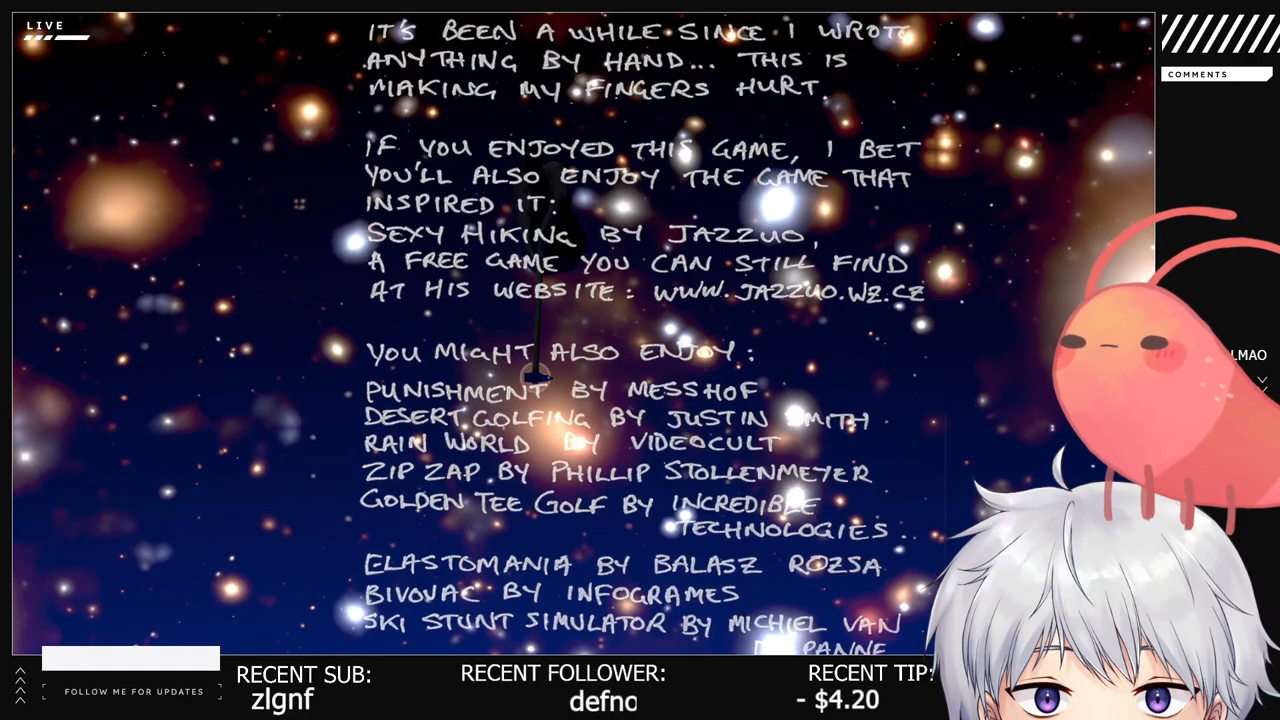 LIVE
IT'S BEEN A WHILE SINCE I WROTE
ANYTHING BY HAND... THIS IS
MAKING MY FINGERS HURT.
COMMENTS
IF YOU ENJOYED THIS GAME, I BET
YOU'LL ALSO ENJOY THE GAME THAT
INSPIRED IT:
SEXY HIKING BY JAZZUO,
A FREE GAME YOU CAN STILL FIND
AT HIS WEBSITE: WWW.JAZZUO.WZ.CZ
YOU MIGHT ALSO ENJOY:
LMAO
PUNISHMENT BY MESSHOF
DESERT GOLFING BY JUSTIN SMITH
RAIN WORLD BY VIDEOCULT
ZIP ZAP BY PHILLIP STOLLENMEYER
GOLDEN TEE GOLF BY INCREDIBLE
TECHNOLOGIES.
ELASTOMANIA BY BALASZ ROZSA
BIVOUAC BY INFOGRAMES
SKI STUNT SIMULATOR BY MICHIEL VAN
PANNE
FOLLOW ME FOR UPDATES
RECENT SUB:
zlgnf
RECENT FOLLOWER:
defno
RECENT TIP:
- $4.20